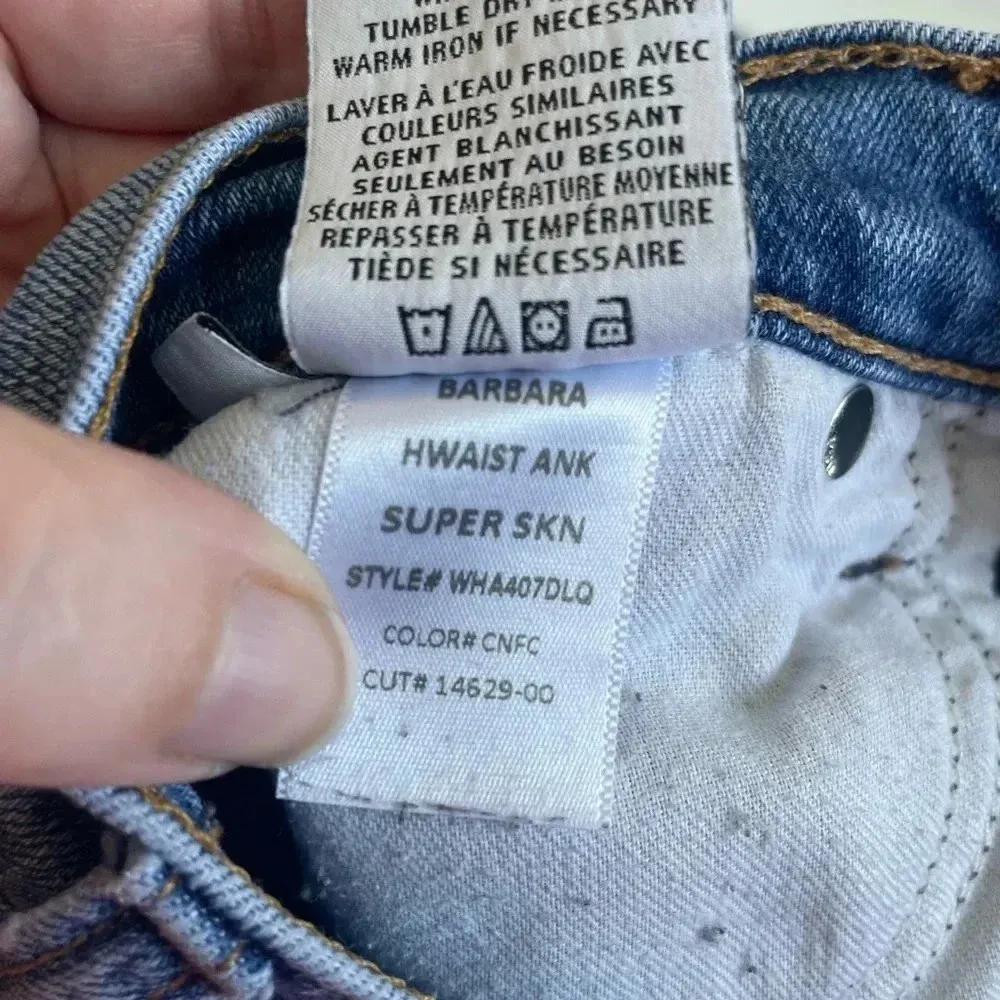 TUMBLE DRY
WARM IRON IF NECESSARY
LAVER À L'EAU FROIDE AVEC
COULEURS SIMILAIRES
AGENT BLANCHISSANT
SEULEMENT AU BESOIN
SÉCHER À TEMPÉRATURE MOYENNE
REPASSER À TEMPÉRATURE
TIÈDE SI NÉCESSAIRE
BARBARA
HWAIST ANK
SUPER SKN
STYLE# WHA407DLQ
COLOR# CNFC
CUT# 14629-00